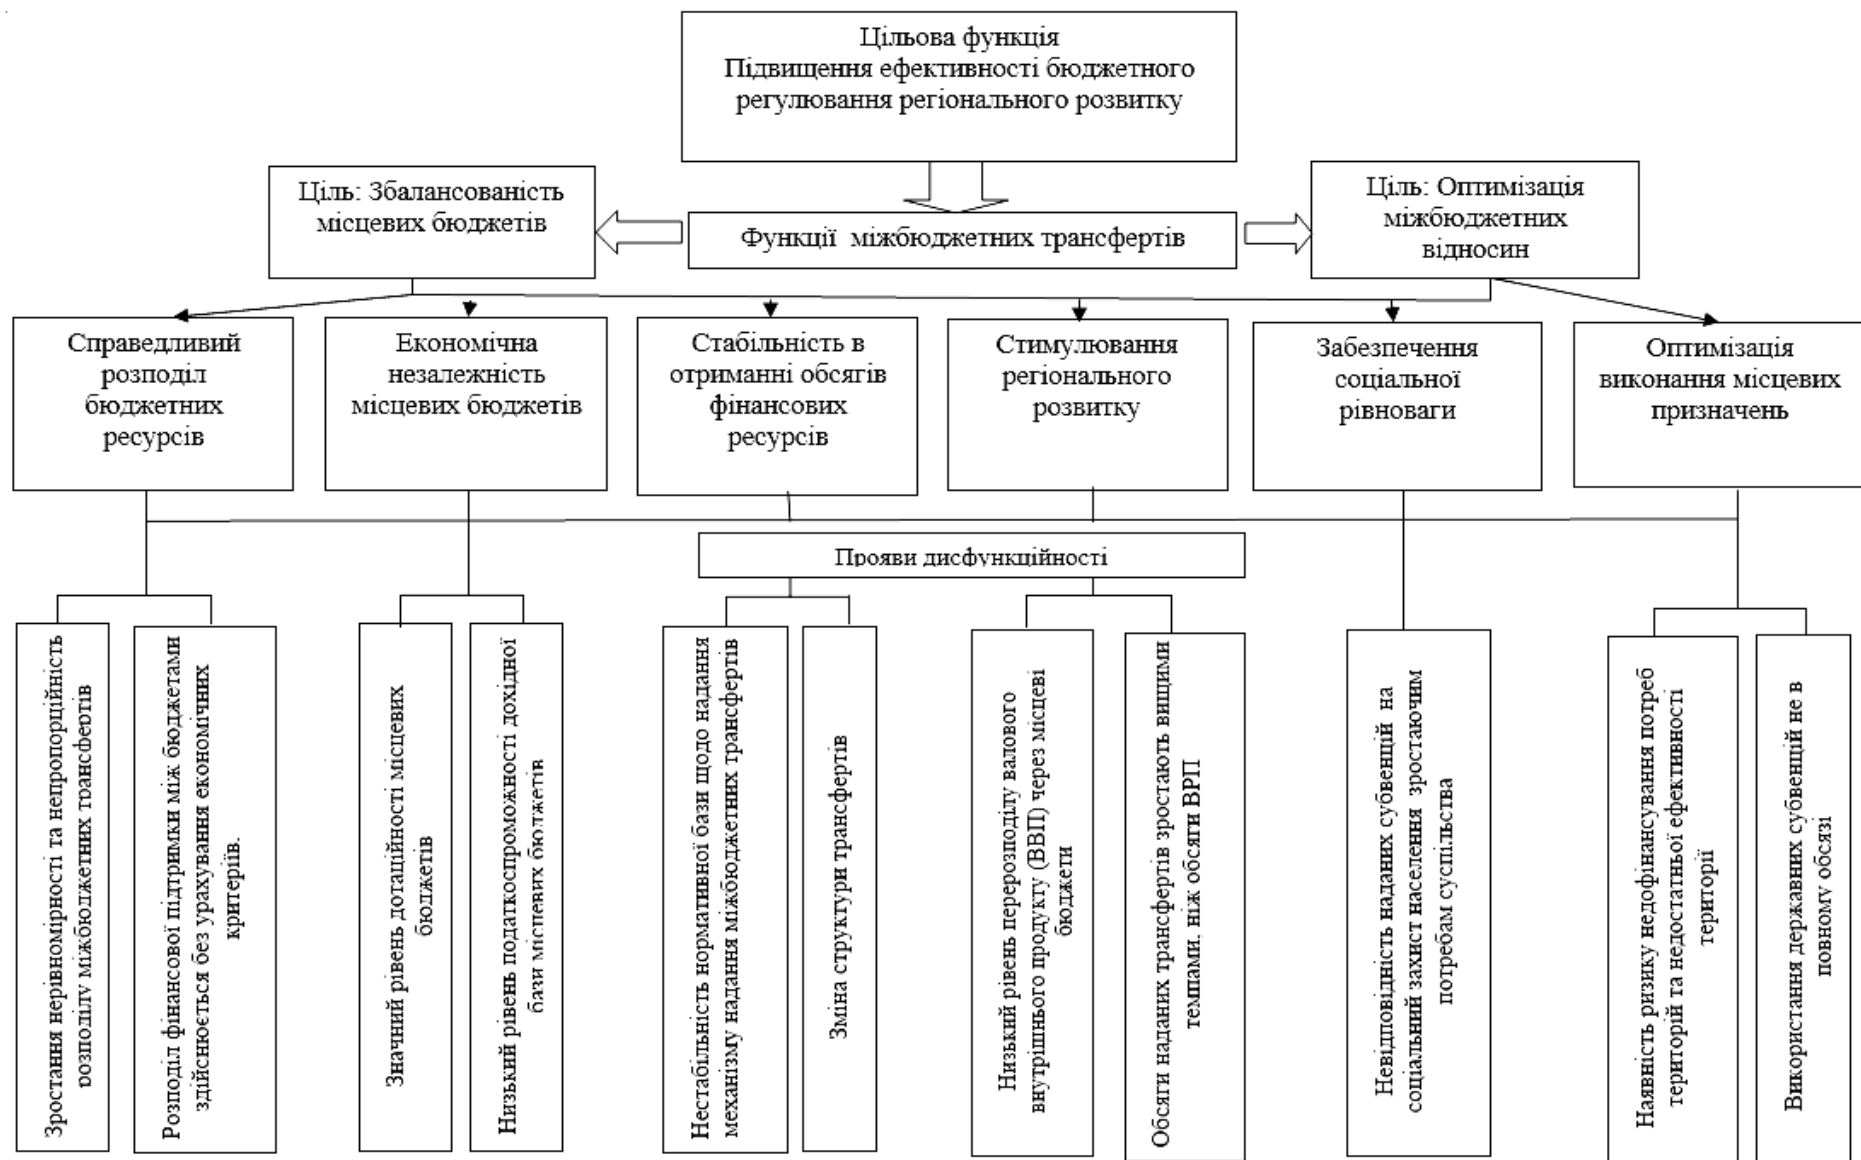 Цільова функція
Підвищення ефективності бюджетного
регулювання регіонального розвитку
Ціль: Збалансованість
місцевих бюджетів
Функції міжбюджетних трансфертів
Ціль: Оптимізація
міжбюджетних
відносин
Справедливий
розподіл
бюджетних
ресурсів
Економічна
незалежність
місцевих бюджетів
Стабільність в
отриманні обсягів
фінансових
ресурсів
Стимулювання
регіонального
розвитку
Забезпечення
соціальної
рівноваги
Оптимізація
виконання місцевих
призначень
Прояви дисфункційності
Зростання нерівномірності та непропорційність
розподілу міжбюджетних трансфертів
Розподіл фінансової підтримки між бюджетами
здійснюється без урахування економічних
критеріїв.
Значний рівень дотаційності місцевих
бюджетів
Низький рівень податкоспроможності дохідної
бази місцевих бюджетів
Нестабільність нормативної бази щодо надання
механізму надання міжбюджетних трансфертів
Зміна структури трансфертів
Низький рівень перерозподілу валового
внутрішнього продукту (ВВП) через місцеві
бюджети
Обсяги наданих трансфертів зростають вищими
темпами, ніж обсяги ВРП
Невідповідність наданих субвенцій на
соціальний захист населення зростаючим
потребам суспільства
Наявність ризику недофінансування потреб
територій та недостатньої ефективності
території
Використання державних субвенцій не в
повному обсязі